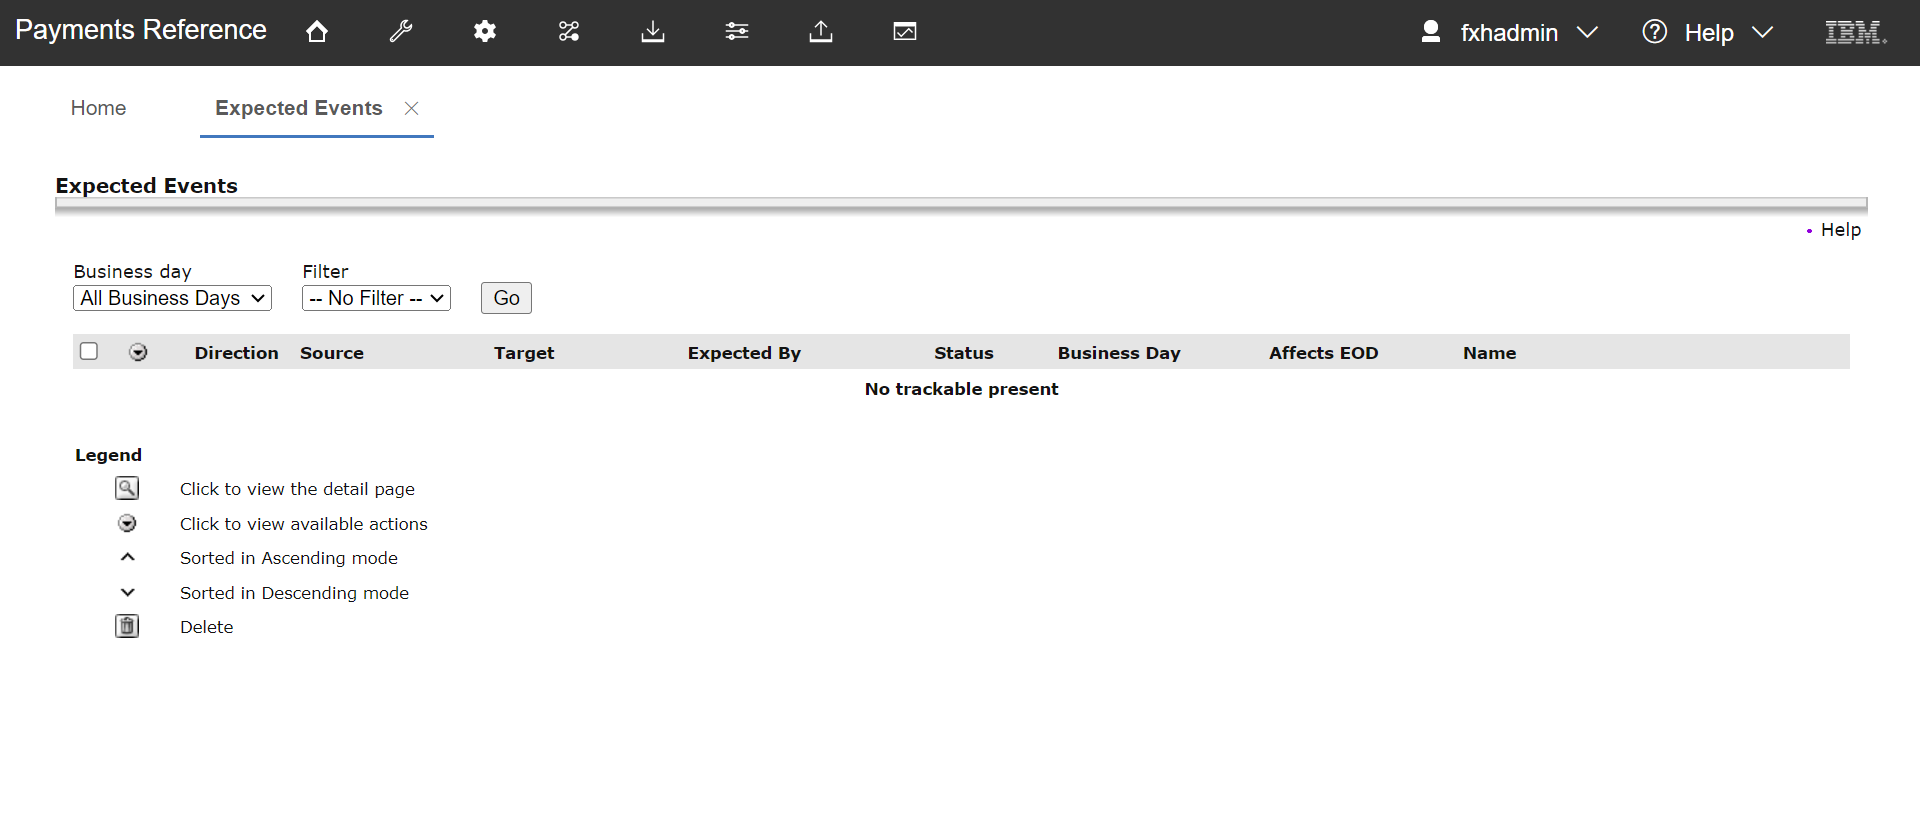 Payments Reference fxhadmin Help IBM
Home Expected Events
Expected Events
Help
Business day Filter
All Business Days -- No Filter -- Go
Direction Source Target Expected By Status Business Day Affects EOD Name
No trackable present
Legend
Click to view the detail page
Click to view available actions
Sorted in Ascending mode
Sorted in Descending mode
Delete